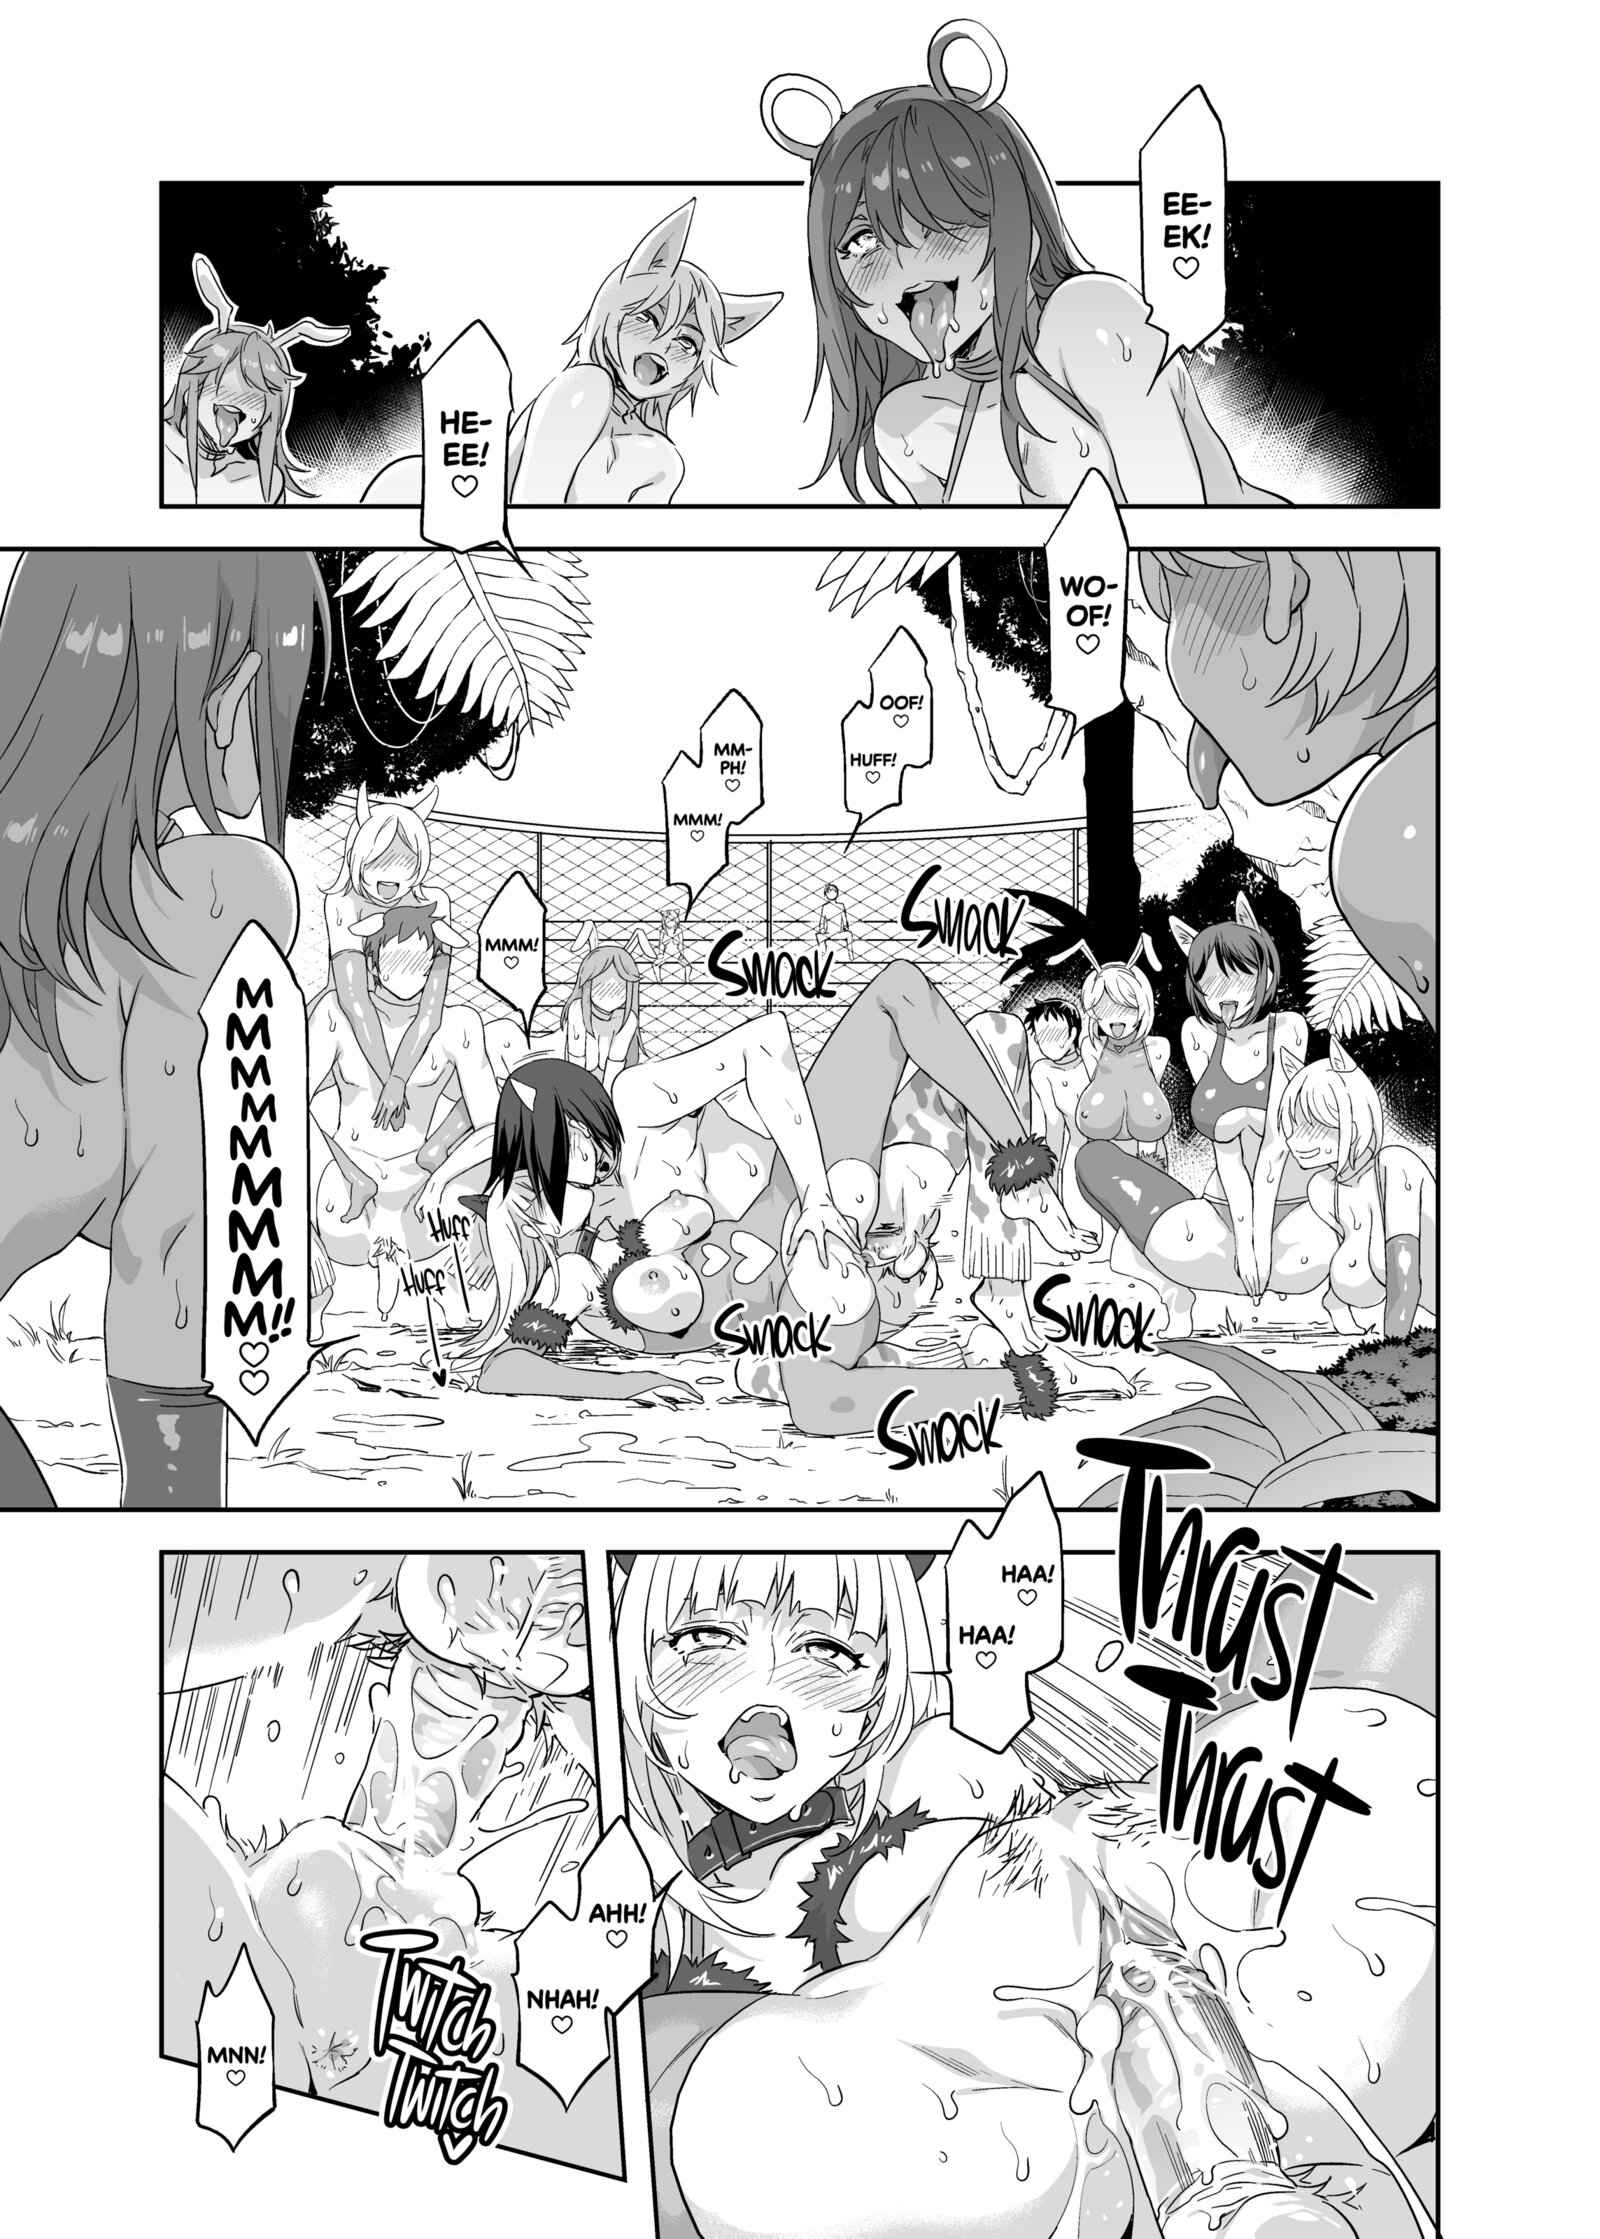 EE-
EK!
♡
HE-
EE!
♡
WO-
OF!
♡
OOF!
♡
HUFF!
♡
MM-
PH!
♡
MMM!
♡
SMACK
SMACK
MMM!
♡
MMMMMMMM!!
♡♡
HUFF
HUFF
♥
SMACK
SMACK
SMACK
THRUST
THRUST
HAA!
♡
HAA!
♡
AHH!
♡
NHAH!
♡
TWITCH
TWITCH
♡
MNN!
♡